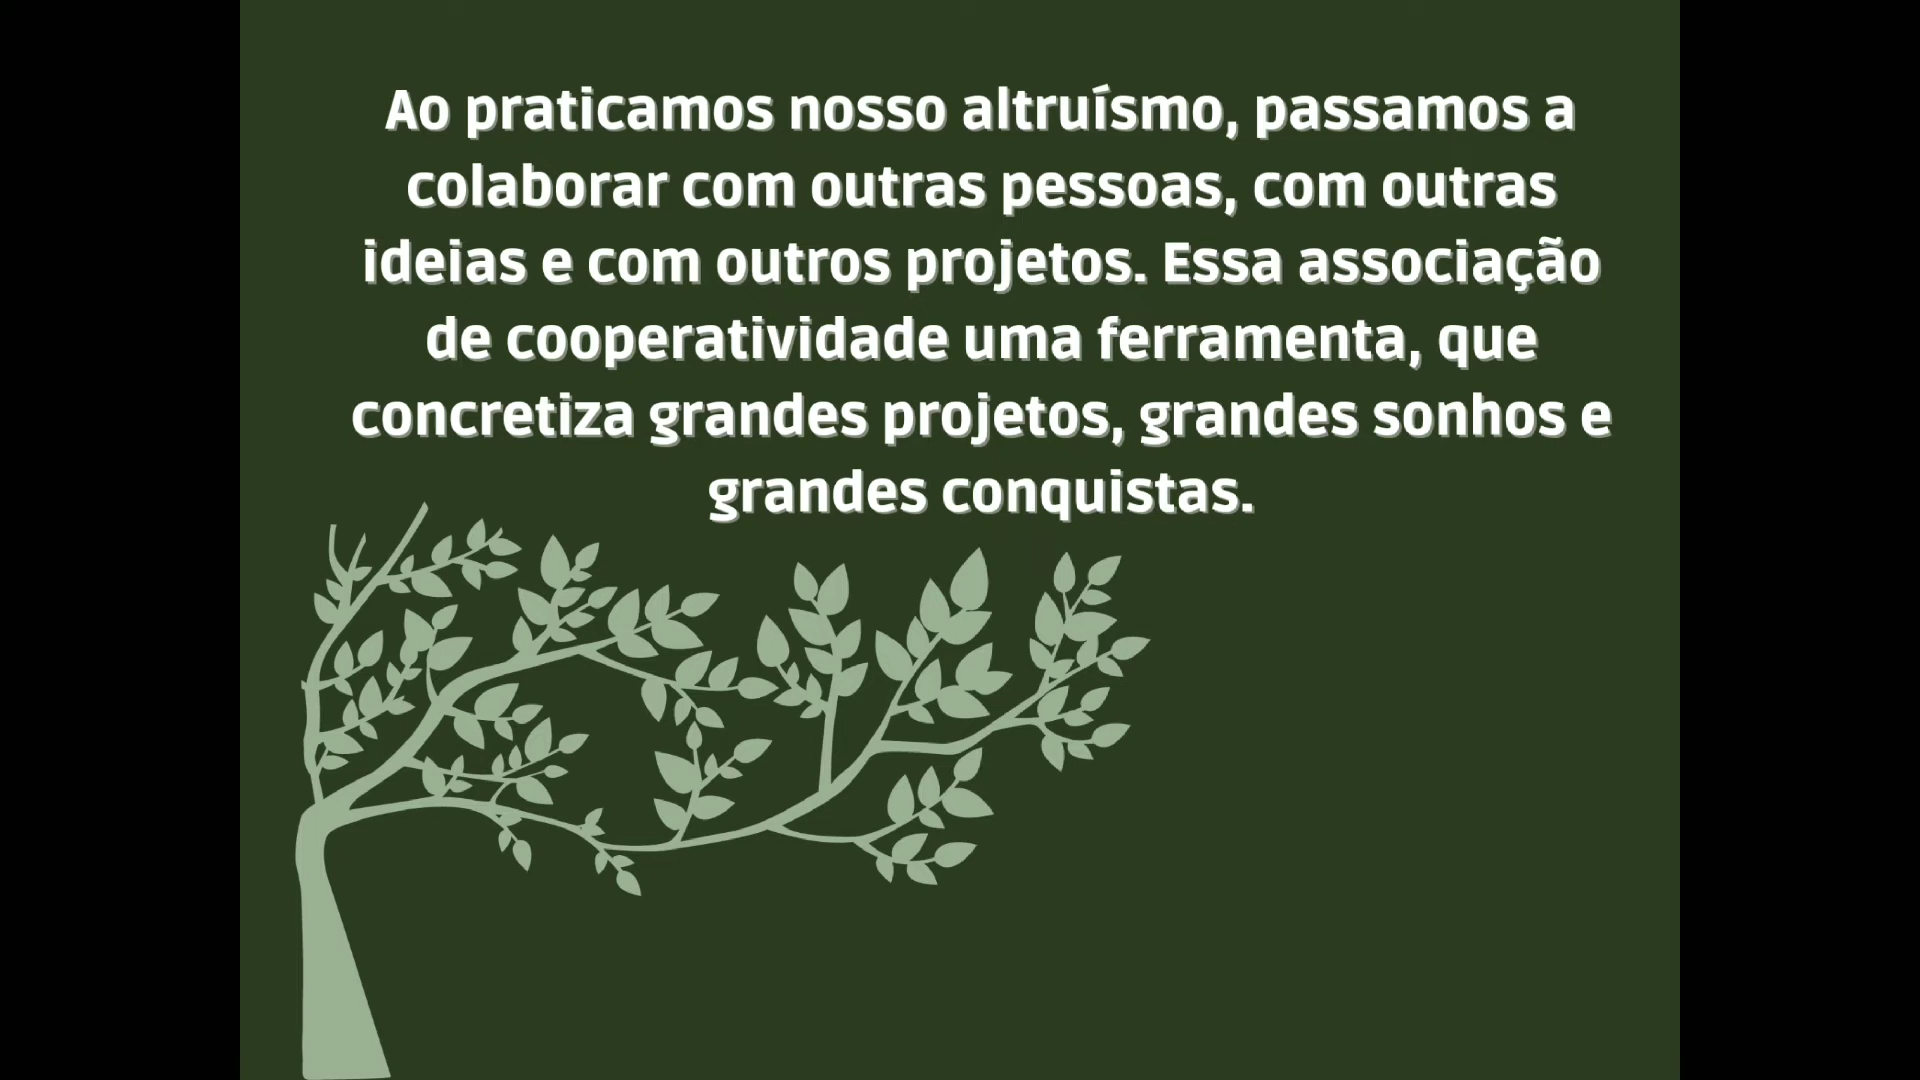 Ao praticamos nosso altruísmo, passamos a
colaborar com outras pessoas, com outras
ideias e com outros projetos. Essa associação
de cooperatividade uma ferramenta, que
concretiza grandes projetos, grandes sonhos e
grandes conquistas.